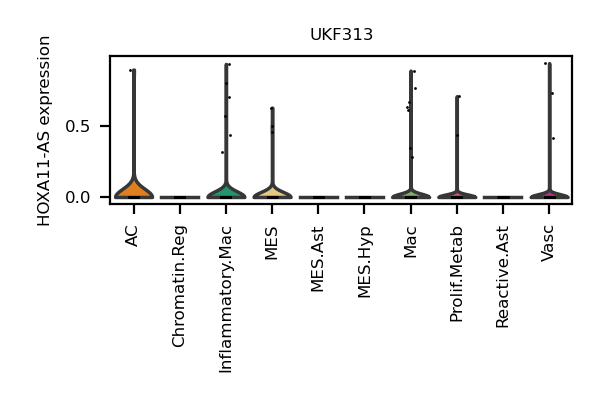 UKF313
HOXA11-AS expression
0.5
0.0
AC
Chromatin.Reg
Inflammatory.Mac
MES
MES.Ast
MES.Hyp
Mac
Prolif.Metab
Reactive.Ast
Vasc